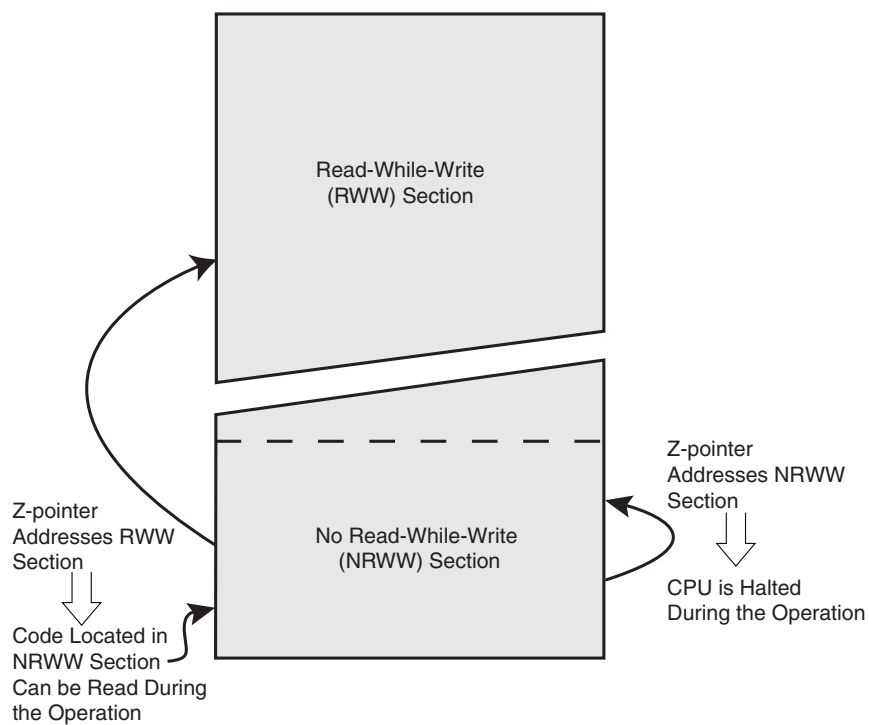 Read-While-Write
(RWW) Section
Z-pointer
Addresses NRWW
Section
Z-pointer
Addresses RWW
Section
No Read-While-Write
(NRWW) Section
CPU is Halted
During the Operation
Code Located in
NRWW Section
Can be Read During
the Operation